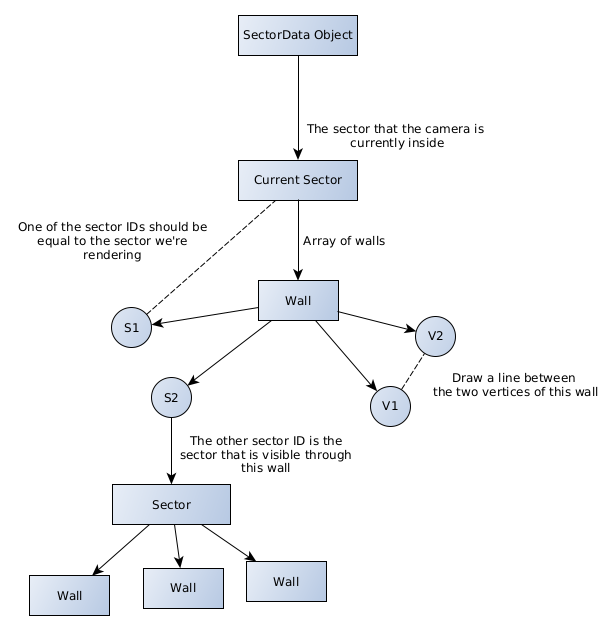 SectorData Object
The sector that the camera is
currently inside
Current Sector
One of the sector IDs should be
equal to the sector we're
rendering
Array of walls
Wall
S1
V2
S2
V1
Draw a line between
the two vertices of this wall
The other sector ID is the
sector that is visible through
this wall
Sector
Wall
Wall
Wall